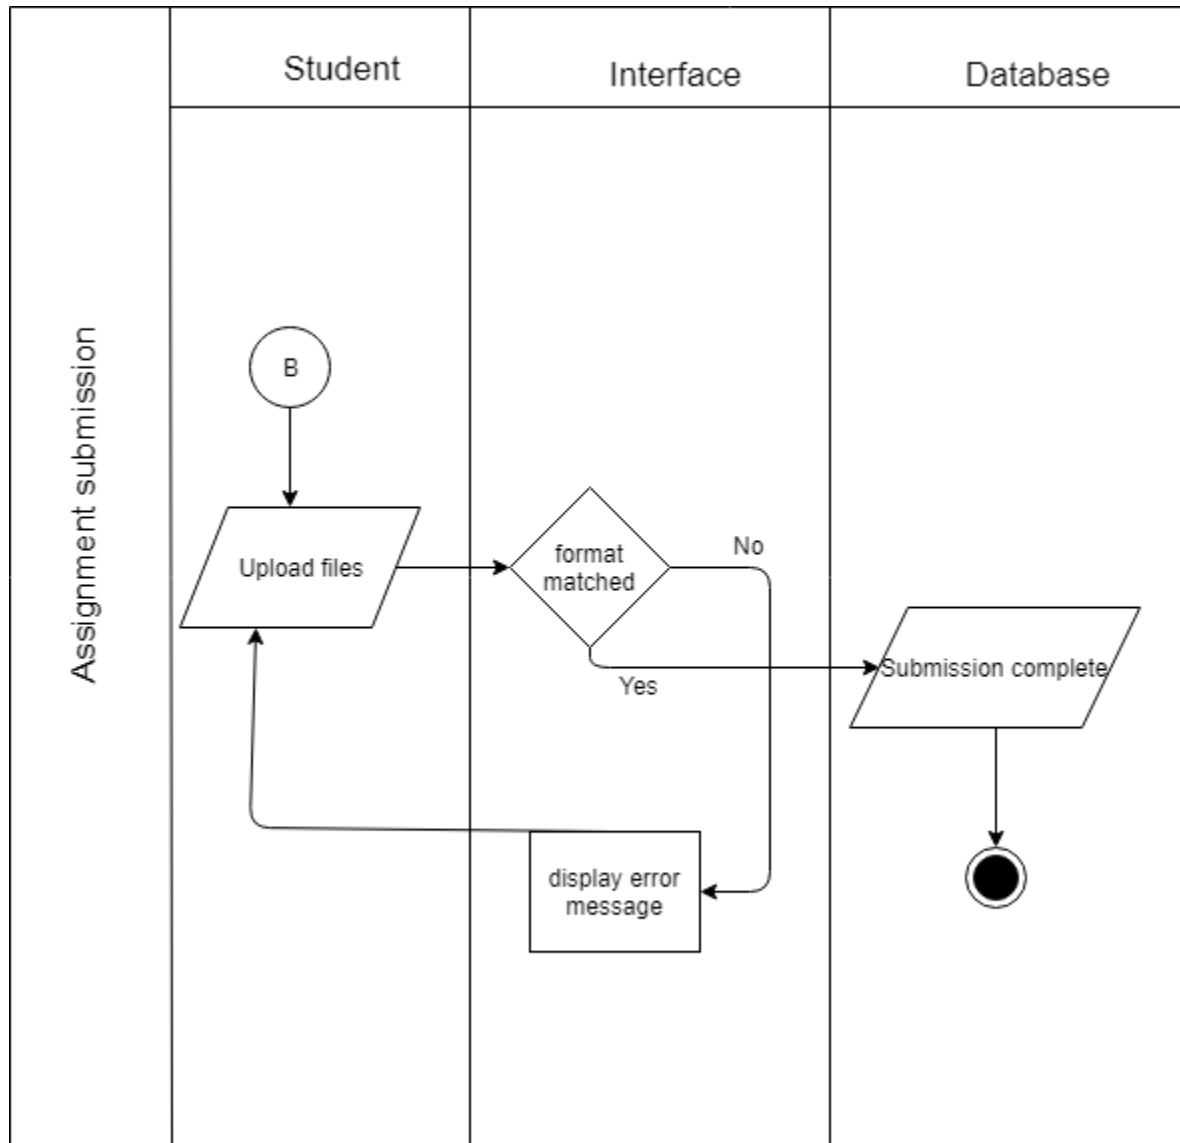 Student
Interface
Database
Assignment submission
B
Upload files
format
matched
No
Yes
Submission complete
display error
message